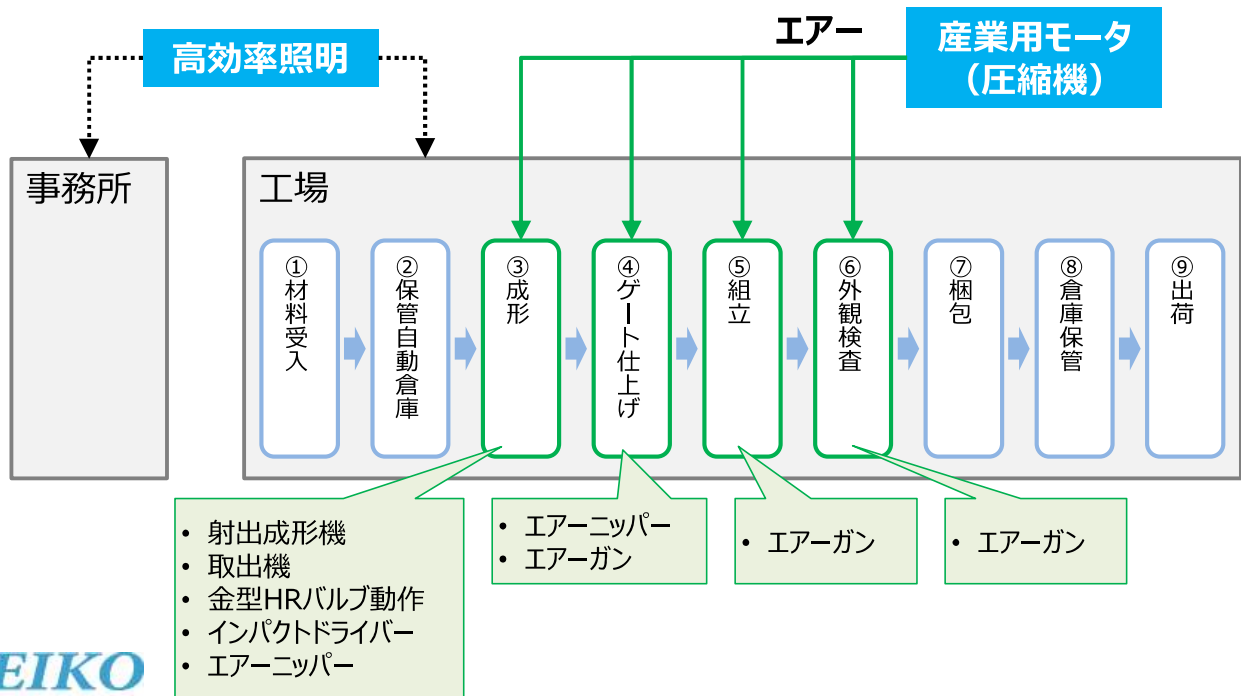 高効率照明
エアー
産業用モータ
（圧縮機）
事務所
工場
①材料受入
②保管自動倉庫
③成形
④ゲート仕上げ
⑤組立
⑥外観検査
⑦梱包
⑧倉庫保管
⑨出荷
• 射出成形機
• 取出機
• 金型HRバルブ動作
• インパクトドライバー
• エアーニッパー
• エアーニッパー
• エアーガン
• エアーガン
• エアーガン
EIKO